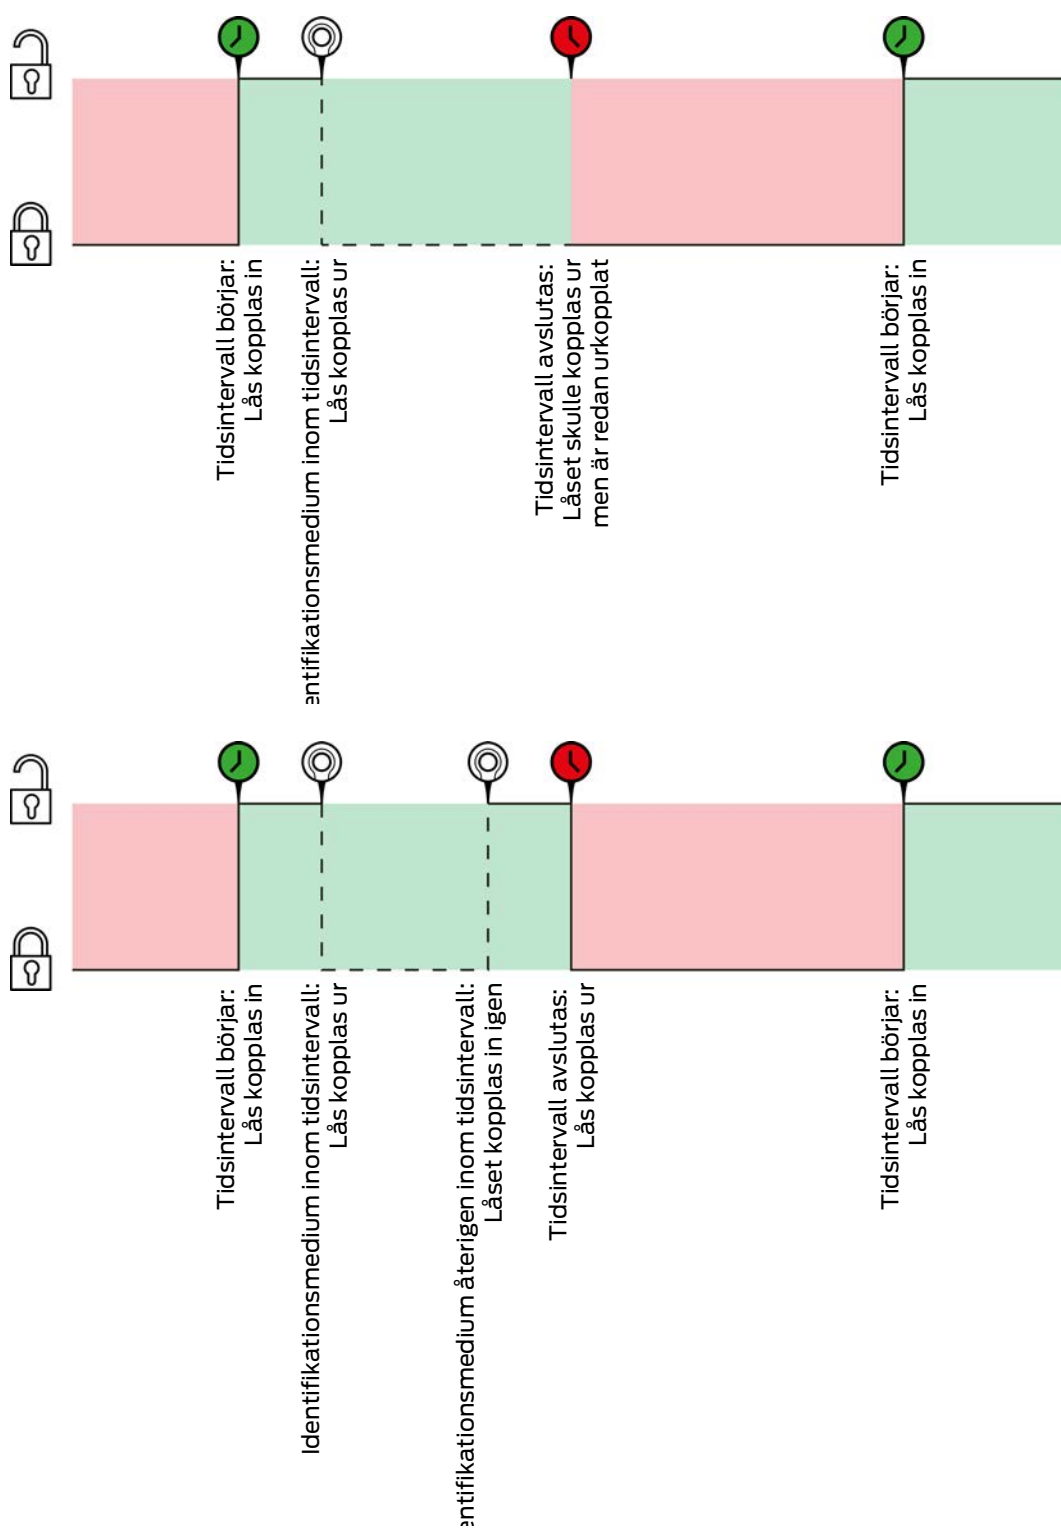 Tidsintervall börjar:
Lås kopplas in
entifikationsmedium inom tidsintervall:
Lås kopplas ur
Tidsintervall avslutas:
Låset skulle kopplas ur
men är redan urkopplat
Tidsintervall börjar:
Lås kopplas in
Tidsintervall börjar:
Lås kopplas in
Identifikationsmedium inom tidsintervall:
Lås kopplas ur
entifikationsmedium återigen inom tidsintervall:
Låset kopplas in igen
Tidsintervall avslutas:
Lås kopplas ur
Tidsintervall börjar:
Lås kopplas in